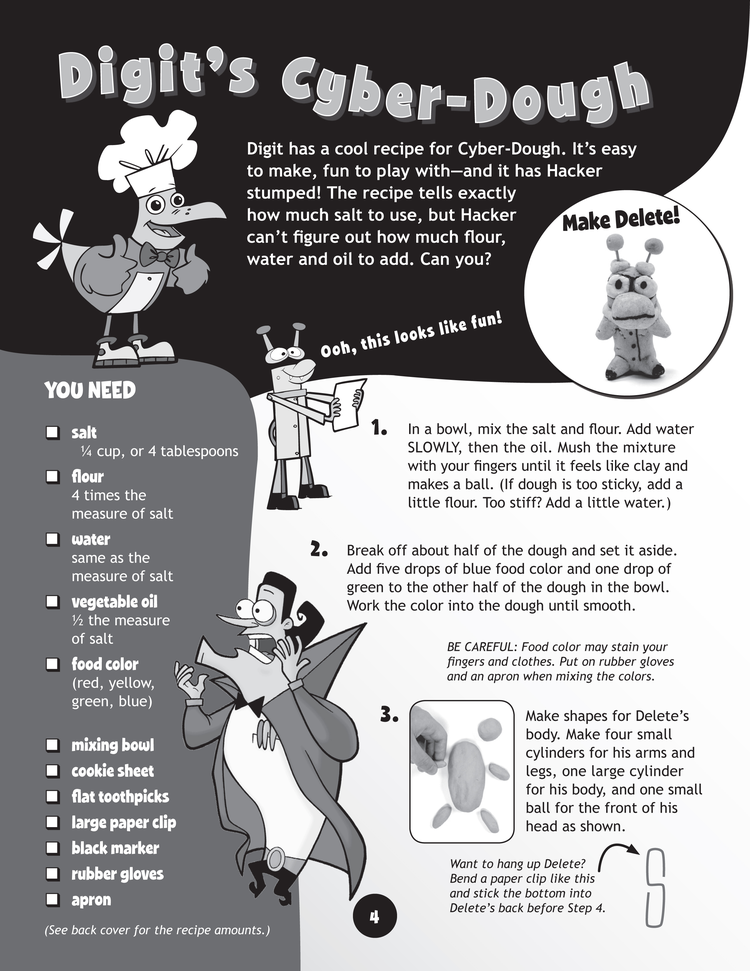 Digit's Cyber-Dough
Digit has a cool recipe for Cyber-Dough. It's easy
to make, fun to play with—and it has Hacker
stumped! The recipe tells exactly
how much salt to use, but Hacker
can't figure out how much flour,
water and oil to add. Can you?
Make Delete!
Ooh, this looks like fun!
YOU NEED
salt
¼ cup, or 4 tablespoons
flour
4 times the
measure of salt
water
same as the
measure of salt
vegetable oil
½ the measure
of salt
food color
(red, yellow,
green, blue)
mixing bowl
cookie sheet
flat toothpicks
large paper clip
black marker
rubber gloves
apron
(See back cover for the recipe amounts.)
1. In a bowl, mix the salt and flour. Add water
SLOWLY, then the oil. Mush the mixture
with your fingers until it feels like clay and
makes a ball. (If dough is too sticky, add a
little flour. Too stiff? Add a little water.)
2. Break off about half of the dough and set it aside.
Add five drops of blue food color and one drop of
green to the other half of the dough in the bowl.
Work the color into the dough until smooth.
BE CAREFUL: Food color may stain your
fingers and clothes. Put on rubber gloves
and an apron when mixing the colors.
3. Make shapes for Delete's
body. Make four small
cylinders for his arms and
legs, one large cylinder
for his body, and one small
ball for the front of his
head as shown.
Want to hang up Delete?
Bend a paper clip like this
and stick the bottom into
Delete's back before Step 4.
4